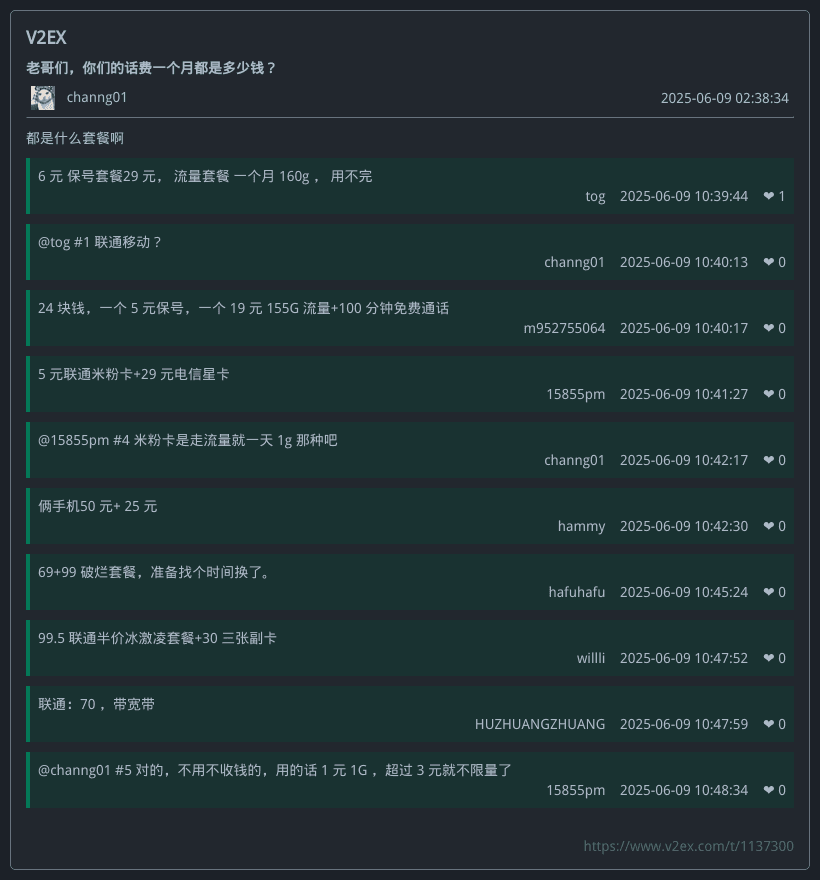 V2EX
老哥们，你们的话费一个月都是多少钱？
channg01 2025-06-09 02:38:34
都是什么套餐啊
6 元 保号套餐29 元， 流量套餐 一个月 160g ， 用不完
tog 2025-06-09 10:39:44 ❤ 1
@tog #1 联通移动？
channg01 2025-06-09 10:40:13 ❤ 0
24 块钱，一个 5 元保号，一个 19 元 155G 流量+100 分钟免费通话
m952755064 2025-06-09 10:40:17 ❤ 0
5 元联通米粉卡+29 元电信星卡
15855pm 2025-06-09 10:41:27 ❤ 0
@15855pm #4 米粉卡是走流量就一天 1g 那种吧
channg01 2025-06-09 10:42:17 ❤ 0
俩手机50 元+ 25 元
hammy 2025-06-09 10:42:30 ❤ 0
69+99 破烂套餐，准备找个时间换了。
hafuhafu 2025-06-09 10:45:24 ❤ 0
99.5 联通半价冰激凌套餐+30 三张副卡
willli 2025-06-09 10:47:52 ❤ 0
联通：70 ，带宽带
HUZHUANGZHUANG 2025-06-09 10:47:59 ❤ 0
@channg01 #5 对的，不用不收钱的，用的话 1 元 1G ，超过 3 元就不限量了
15855pm 2025-06-09 10:48:34 ❤ 0
https://www.v2ex.com/t/1137300